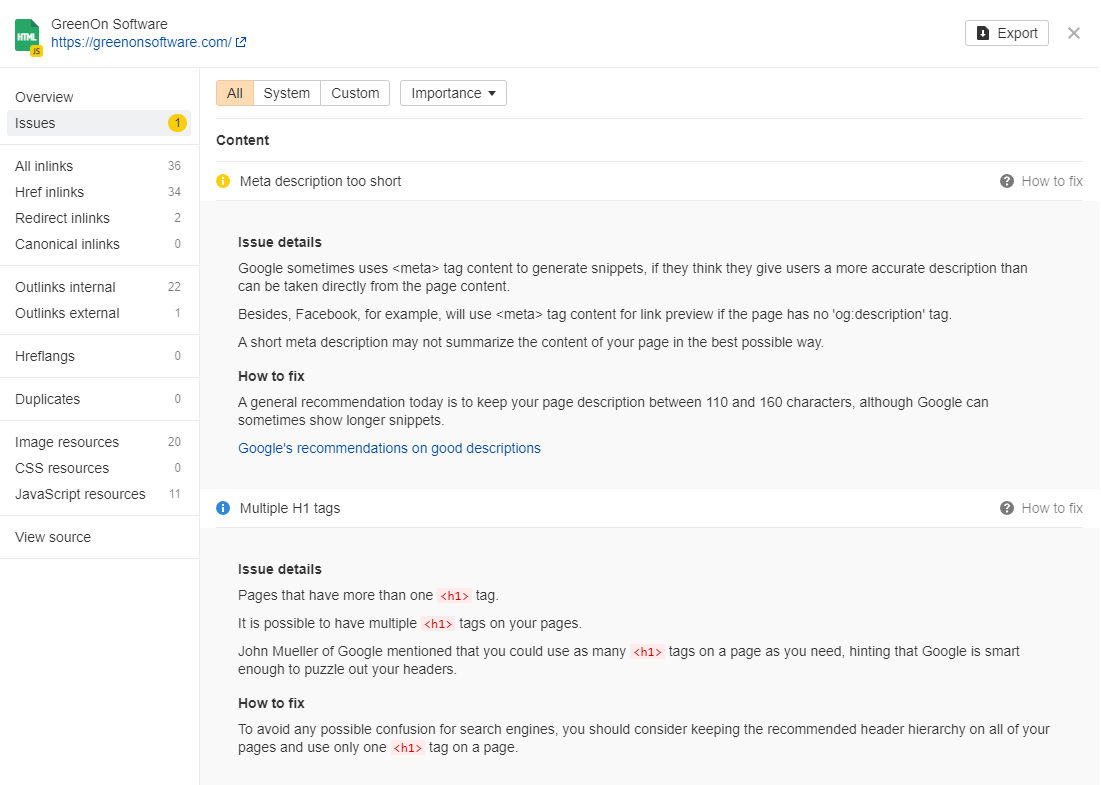 GreenOn Software
https://greenonsoftware.com/
HTML
JS
Export
Overview
Issues 1
All inlinks 36
Href inlinks 34
Redirect inlinks 2
Canonical inlinks 0
Outlinks internal 22
Outlinks external 1
Hreflangs 0
Duplicates 0
Image resources 20
CSS resources 0
JavaScript resources 11
View source
All System Custom Importance
Content
Meta description too short ? How to fix
Issue details
Google sometimes uses <meta> tag content to generate snippets, if they think they give users a more accurate description than
can be taken directly from the page content.
Besides, Facebook, for example, will use <meta> tag content for link preview if the page has no 'og:description' tag.
A short meta description may not summarize the content of your page in the best possible way.
How to fix
A general recommendation today is to keep your page description between 110 and 160 characters, although Google can
sometimes show longer snippets.
Google's recommendations on good descriptions
Multiple H1 tags ? How to fix
Issue details
Pages that have more than one <h1> tag.
It is possible to have multiple <h1> tags on your pages.
John Mueller of Google mentioned that you could use as many <h1> tags on a page as you need, hinting that Google is smart
enough to puzzle out your headers.
How to fix
To avoid any possible confusion for search engines, you should consider keeping the recommended header hierarchy on all of your
pages and use only one <h1> tag on a page.